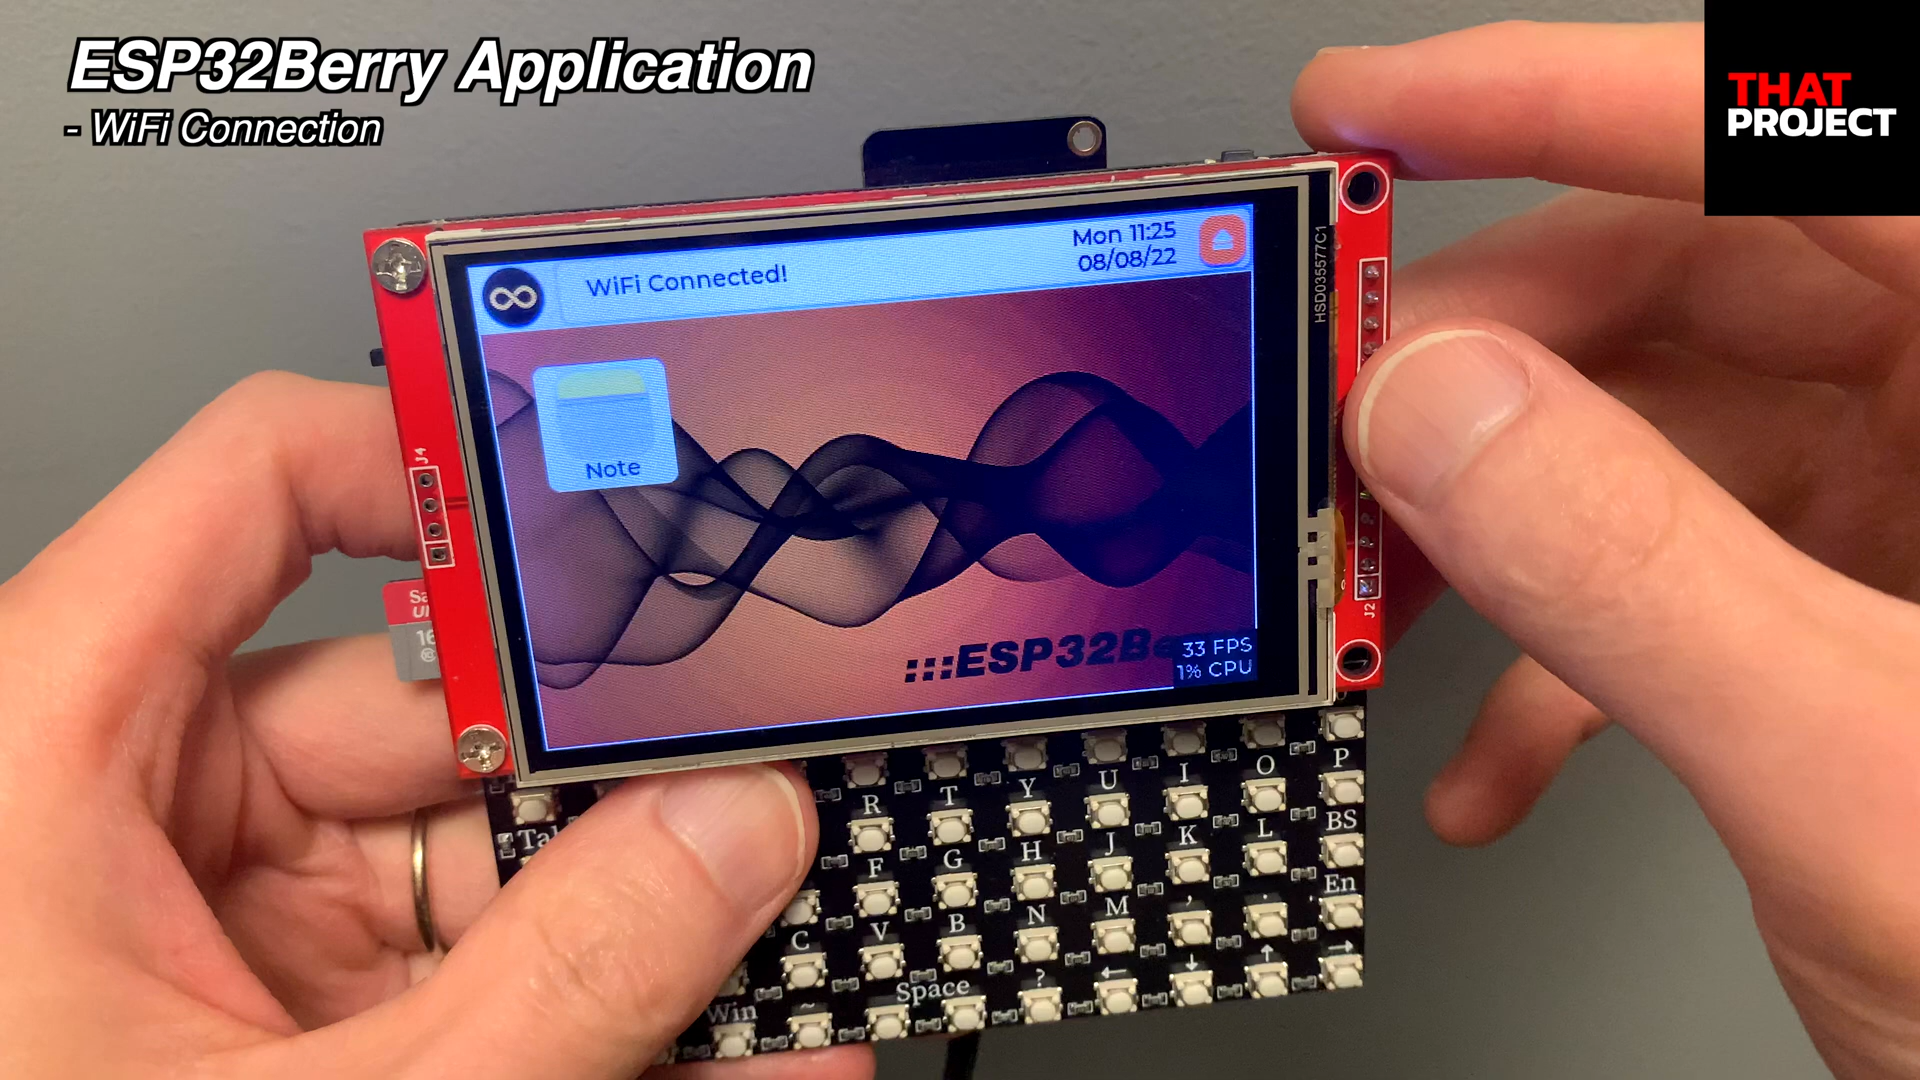 ESP32Berry Application
- WiFi Connection
THAT
PROJECT
WiFi Connected!
Mon 11:25
08/08/22
Note
:::ESP32Be
33 FPS
1% CPU
HSD035577C1
J4
J2
16
R T Y U I O P
F G H J K L BS
C V B N M , . En
Win ~ Space ? ← ↓ ↑ →